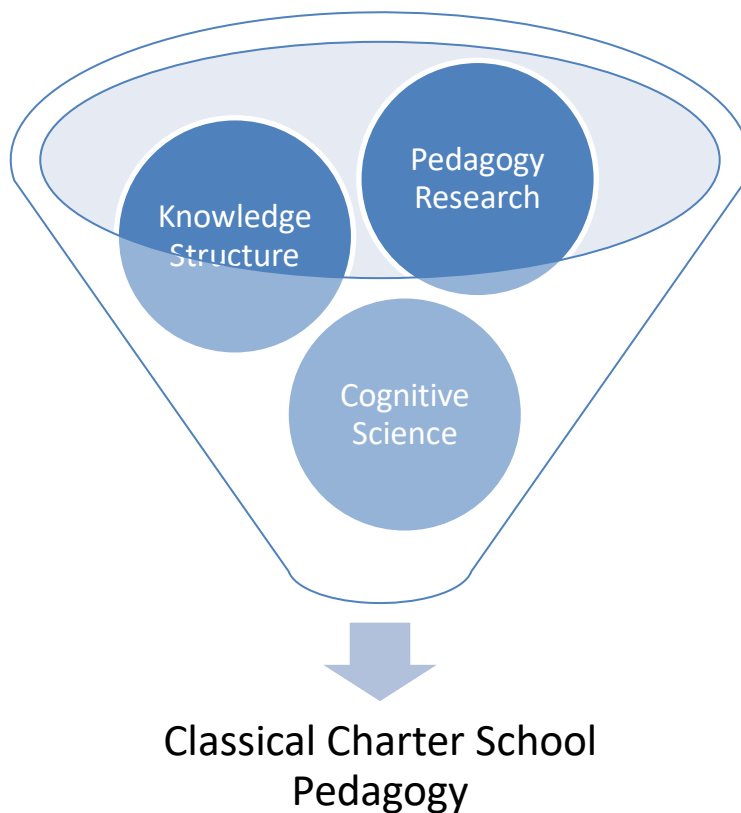 Pedagogy
Research
Knowledge
Structure
Cognitive
Science
Classical Charter School
Pedagogy